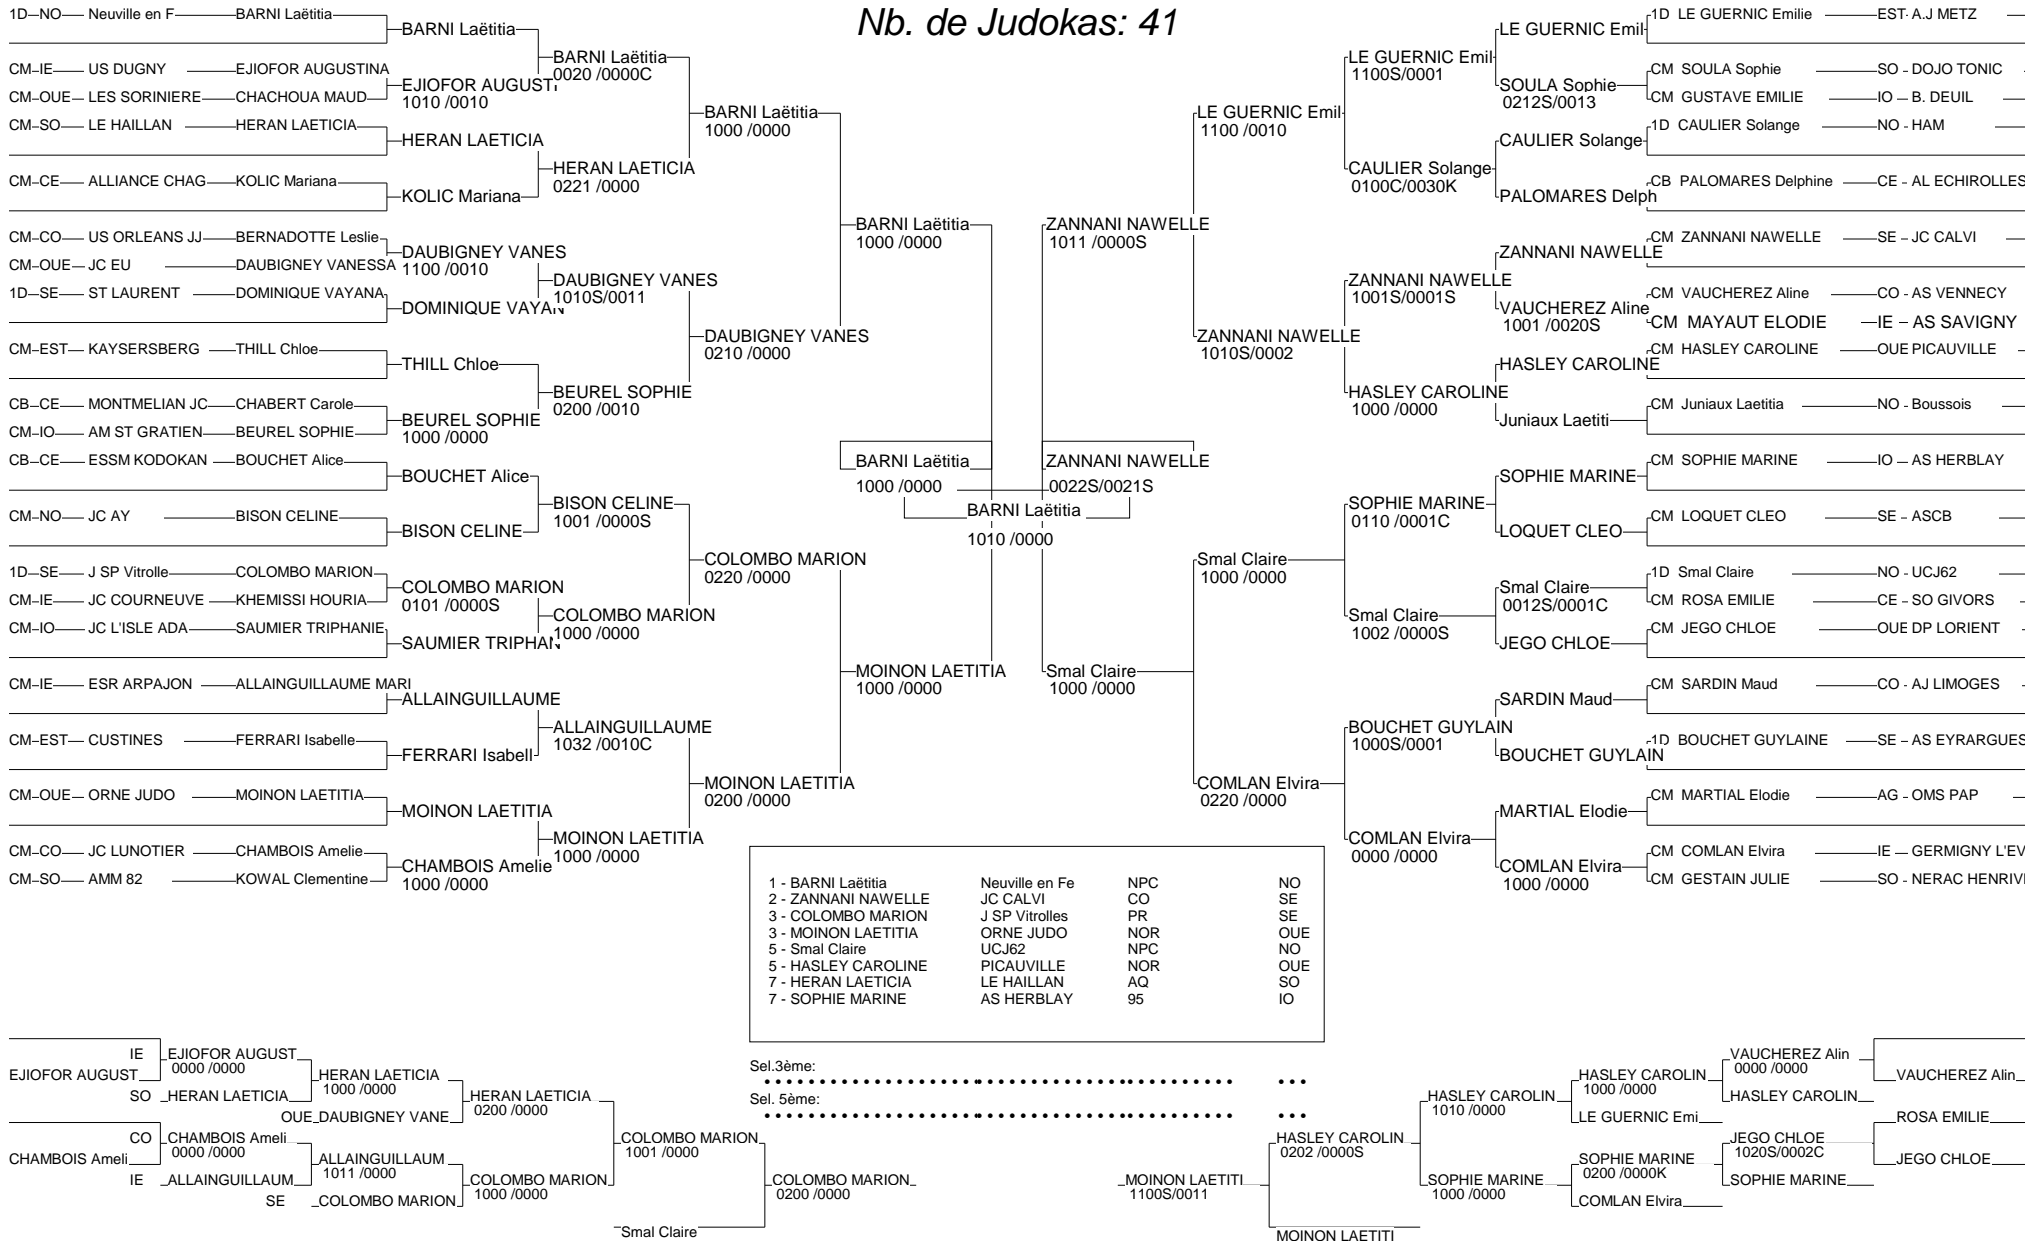 Nb. de Judokas: 41
1D NO Neuville en F BARNI Laëtitia
CM IE US DUGNY EJIOFOR AUGUSTINA
CM OUE LES SORINIERE CHACHOUA MAUD
CM SO LE HAILLAN HERAN LAETICIA
CM CE ALLIANCE CHAG KOLIC Mariana
CM CO US ORLEANS JJ BERNADOTTE Leslie
CM OUE JC EU DAUBIGNEY VANESSA
1D SE ST LAURENT DOMINIQUE VAYANA
CM EST KAYSERSBERG THILL Chloe
CB CE MONTMELIAN JC CHABERT Carole
CM IO AM ST GRATIEN BEUREL SOPHIE
CB CE ESSM KODOKAN BOUCHET Alice
CM NO JC AY BISON CELINE
1D SE J SP Vitrolle COLOMBO MARION
CM IE JC COURNEUVE KHEMISSI HOURIA
CM IO JC L'ISLE ADA SAUMIER TRIPHANIE
CM IE ESR ARPAJON ALLAINGUILLAUME MARI
CM EST CUSTINES FERRARI Isabelle
CM OUE ORNE JUDO MOINON LAETITIA
CM CO JC LUNOTIER CHAMBOIS Amelie
CM SO AMM 82 KOWAL Clementine
BARNI Laëtitia
EJIOFOR AUGUSTI
1010 /0010
HERAN LAETICIA
KOLIC Mariana
DAUBIGNEY VANES
1100 /0010
DOMINIQUE VAYAN
THILL Chloe
BEUREL SOPHIE
1000 /0000
BOUCHET Alice
BISON CELINE
COLOMBO MARION
0101 /0000S
SAUMIER TRIPHAN
ALLAINGUILLAUME
FERRARI Isabell
MOINON LAETITIA
CHAMBOIS Amelie
1000 /0000
BARNI Laëtitia
0020 /0000C
HERAN LAETICIA
0221 /0000
DAUBIGNEY VANES
1010S/0011
BEUREL SOPHIE
0200 /0010
BISON CELINE
1001 /0000S
COLOMBO MARION
1000 /0000
ALLAINGUILLAUME
1032 /0010C
MOINON LAETITIA
1000 /0000
BARNI Laëtitia
1000 /0000
DAUBIGNEY VANES
0210 /0000
COLOMBO MARION
0220 /0000
MOINON LAETITIA
0200 /0000
BARNI Laëtitia
1000 /0000
MOINON LAETITIA
1000 /0000
BARNI Laëtitia
1000 /0000
ZANNANI NAWELLE
0022S/0021S
BARNI Laëtitia
1010 /0000
ZANNANI NAWELLE
1011 /0000S
Smal Claire
1000 /0000
LE GUERNIC Emil
1100 /0010
ZANNANI NAWELLE
1010S/0002
Smal Claire
1000 /0000
COMLAN Elvira
0220 /0000
LE GUERNIC Emil
1100S/0001
CAULIER Solange
0100C/0030K
ZANNANI NAWELLE
1001S/0001S
HASLEY CAROLINE
1000 /0000
SOPHIE MARINE
0110 /0001C
Smal Claire
1002 /0000S
BOUCHET GUYLAIN
1000S/0001
COMLAN Elvira
0000 /0000
LE GUERNIC Emil
SOULA Sophie
0212S/0013
CAULIER Solange
PALOMARES Delph
ZANNANI NAWELLE
VAUCHEREZ Aline
1001 /0020S
HASLEY CAROLINE
Juniaux Laetiti
SOPHIE MARINE
LOQUET CLEO
Smal Claire
0012S/0001C
JEGO CHLOE
SARDIN Maud
BOUCHET GUYLAIN
MARTIAL Elodie
COMLAN Elvira
1000 /0000
1D LE GUERNIC Emilie EST A.J METZ
CM SOULA Sophie SO - DOJO TONIC
CM GUSTAVE EMILIE IO - B. DEUIL
1D CAULIER Solange NO - HAM
CB PALOMARES Delphine CE - AL ECHIROLLES
CM ZANNANI NAWELLE SE - JC CALVI
CM VAUCHEREZ Aline CO - AS VENNECY
CM MAYAUT ELODIE IE - AS SAVIGNY
CM HASLEY CAROLINE OUE PICAUVILLE
CM Juniaux Laetitia NO - Boussois
CM SOPHIE MARINE IO - AS HERBLAY
CM LOQUET CLEO SE - ASCB
1D Smal Claire NO - UCJ62
CM ROSA EMILIE CE - SO GIVORS
CM JEGO CHLOE OUE DP LORIENT
CM SARDIN Maud CO - AJ LIMOGES
1D BOUCHET GUYLAINE SE - AS EYRARGUES
CM MARTIAL Elodie AG - OMS PAP
CM COMLAN Elvira IE - GERMIGNY L'EV
CM GESTAIN JULIE SO - NERAC HENRIV
1 - BARNI Laëtitia Neuville en Fe NPC NO
2 - ZANNANI NAWELLE JC CALVI CO SE
3 - COLOMBO MARION J SP Vitrolles PR SE
3 - MOINON LAETITIA ORNE JUDO NOR OUE
5 - Smal Claire UCJ62 NPC NO
5 - HASLEY CAROLINE PICAUVILLE NOR OUE
7 - HERAN LAETICIA LE HAILLAN AQ SO
7 - SOPHIE MARINE AS HERBLAY 95 IO
Sel.3ème:
Sel. 5ème:
EJIOFOR AUGUST
CHAMBOIS Ameli
IE EJIOFOR AUGUST
0000 /0000
SO HERAN LAETICIA
CO CHAMBOIS Ameli
0000 /0000
IE ALLAINGUILLAUM
HERAN LAETICIA
1000 /0000
OUE DAUBIGNEY VANE
ALLAINGUILLAUM
1011 /0000
SE COLOMBO MARION
HERAN LAETICIA
0200 /0000
COLOMBO MARION
1000 /0000
COLOMBO MARION
1001 /0000
Smal Claire
COLOMBO MARION
0200 /0000
MOINON LAETITI
1100S/0011
HASLEY CAROLIN
0202 /0000S
MOINON LAETITI
HASLEY CAROLIN
1010 /0000
SOPHIE MARINE
1000 /0000
HASLEY CAROLIN
1000 /0000
LE GUERNIC Emi
SOPHIE MARINE
0200 /0000K
COMLAN Elvira
VAUCHEREZ Alin
0000 /0000
HASLEY CAROLIN
JEGO CHLOE
1020S/0002C
SOPHIE MARINE
VAUCHEREZ Alin
ROSA EMILIE
JEGO CHLOE